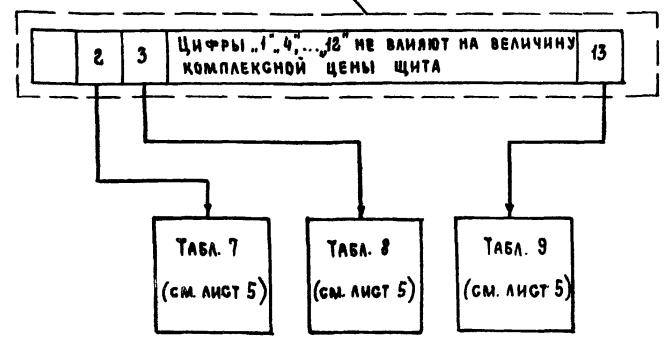 2 3 Цифры „1", „4", ... „12" не влияют на величину 13
комплексной цены щита
Табл. 7
(см. лист 5)
Табл. 8
(см. лист 5)
Табл. 9
(см. лист 5)